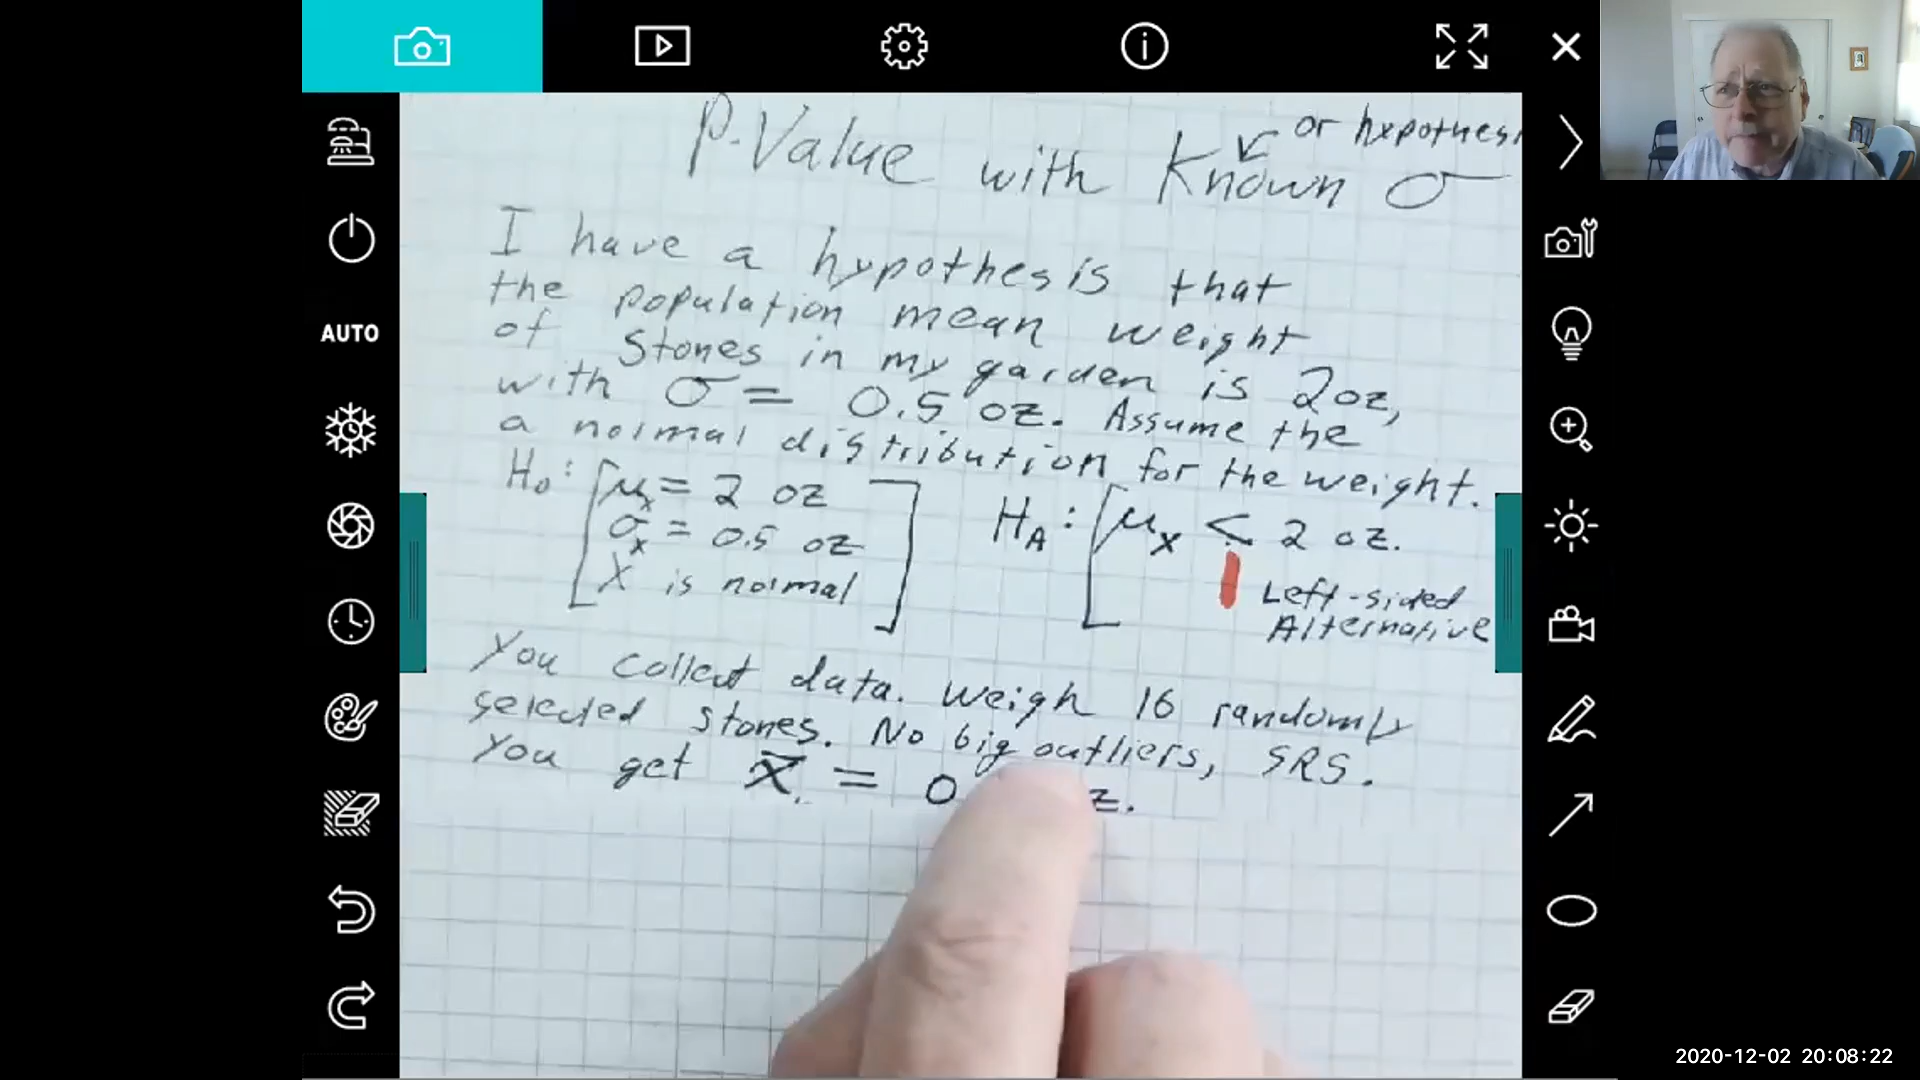 P-Value with Known σ
or hypothesi
I have a hypothesis that
the population mean weight
of stones in my garden is 2oz,
with σ = 0.5 oz. Assume the
a normal distribution for the weight.
H₀: [μₓ = 2 oz
σₓ = 0.5 oz
X is normal]
H_A: [μₓ < 2 oz.
Left-sided
Alternative
You collect data. Weigh 16 randomly
selected stones. No big outliers, SRS.
You get x̄ = 0 z.
AUTO
2020-12-02 20:08:22